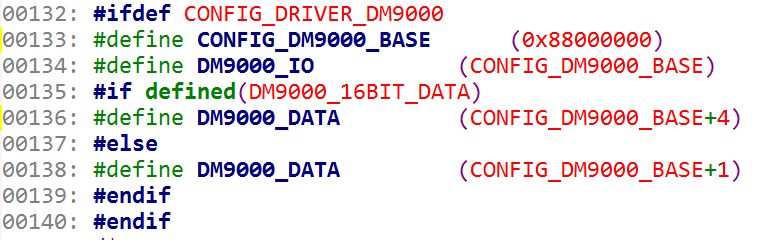 00132: #ifdef CONFIG_DRIVER_DM9000
00133: #define CONFIG_DM9000_BASE (0x88000000)
00134: #define DM9000_IO (CONFIG_DM9000_BASE)
00135: #if defined(DM9000_16BIT_DATA)
00136: #define DM9000_DATA (CONFIG_DM9000_BASE+4)
00137: #else
00138: #define DM9000_DATA (CONFIG_DM9000_BASE+1)
00139: #endif
00140: #endif